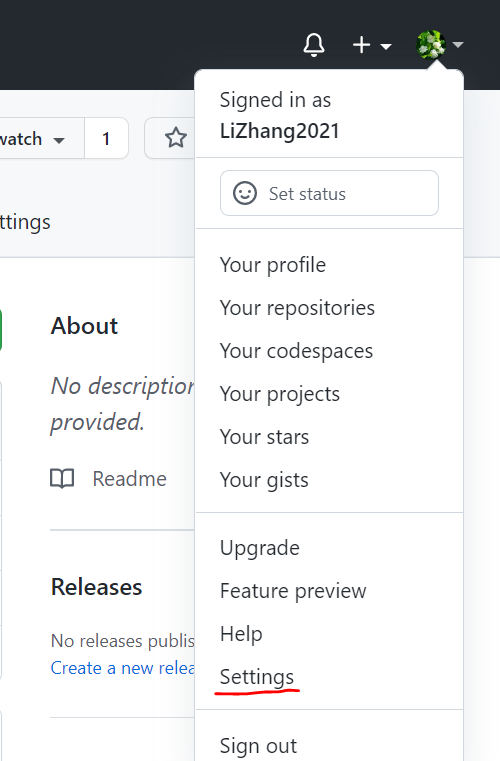 Signed in as
LiZhang2021
watch
1
Set status
ttings
Your profile
Your repositories
About
Your codespaces
No description
Your projects
provided.
Your stars
Readme
Your gists
Upgrade
Releases
Feature preview
No releases publis
Help
Create a new relea
Settings
Sign out